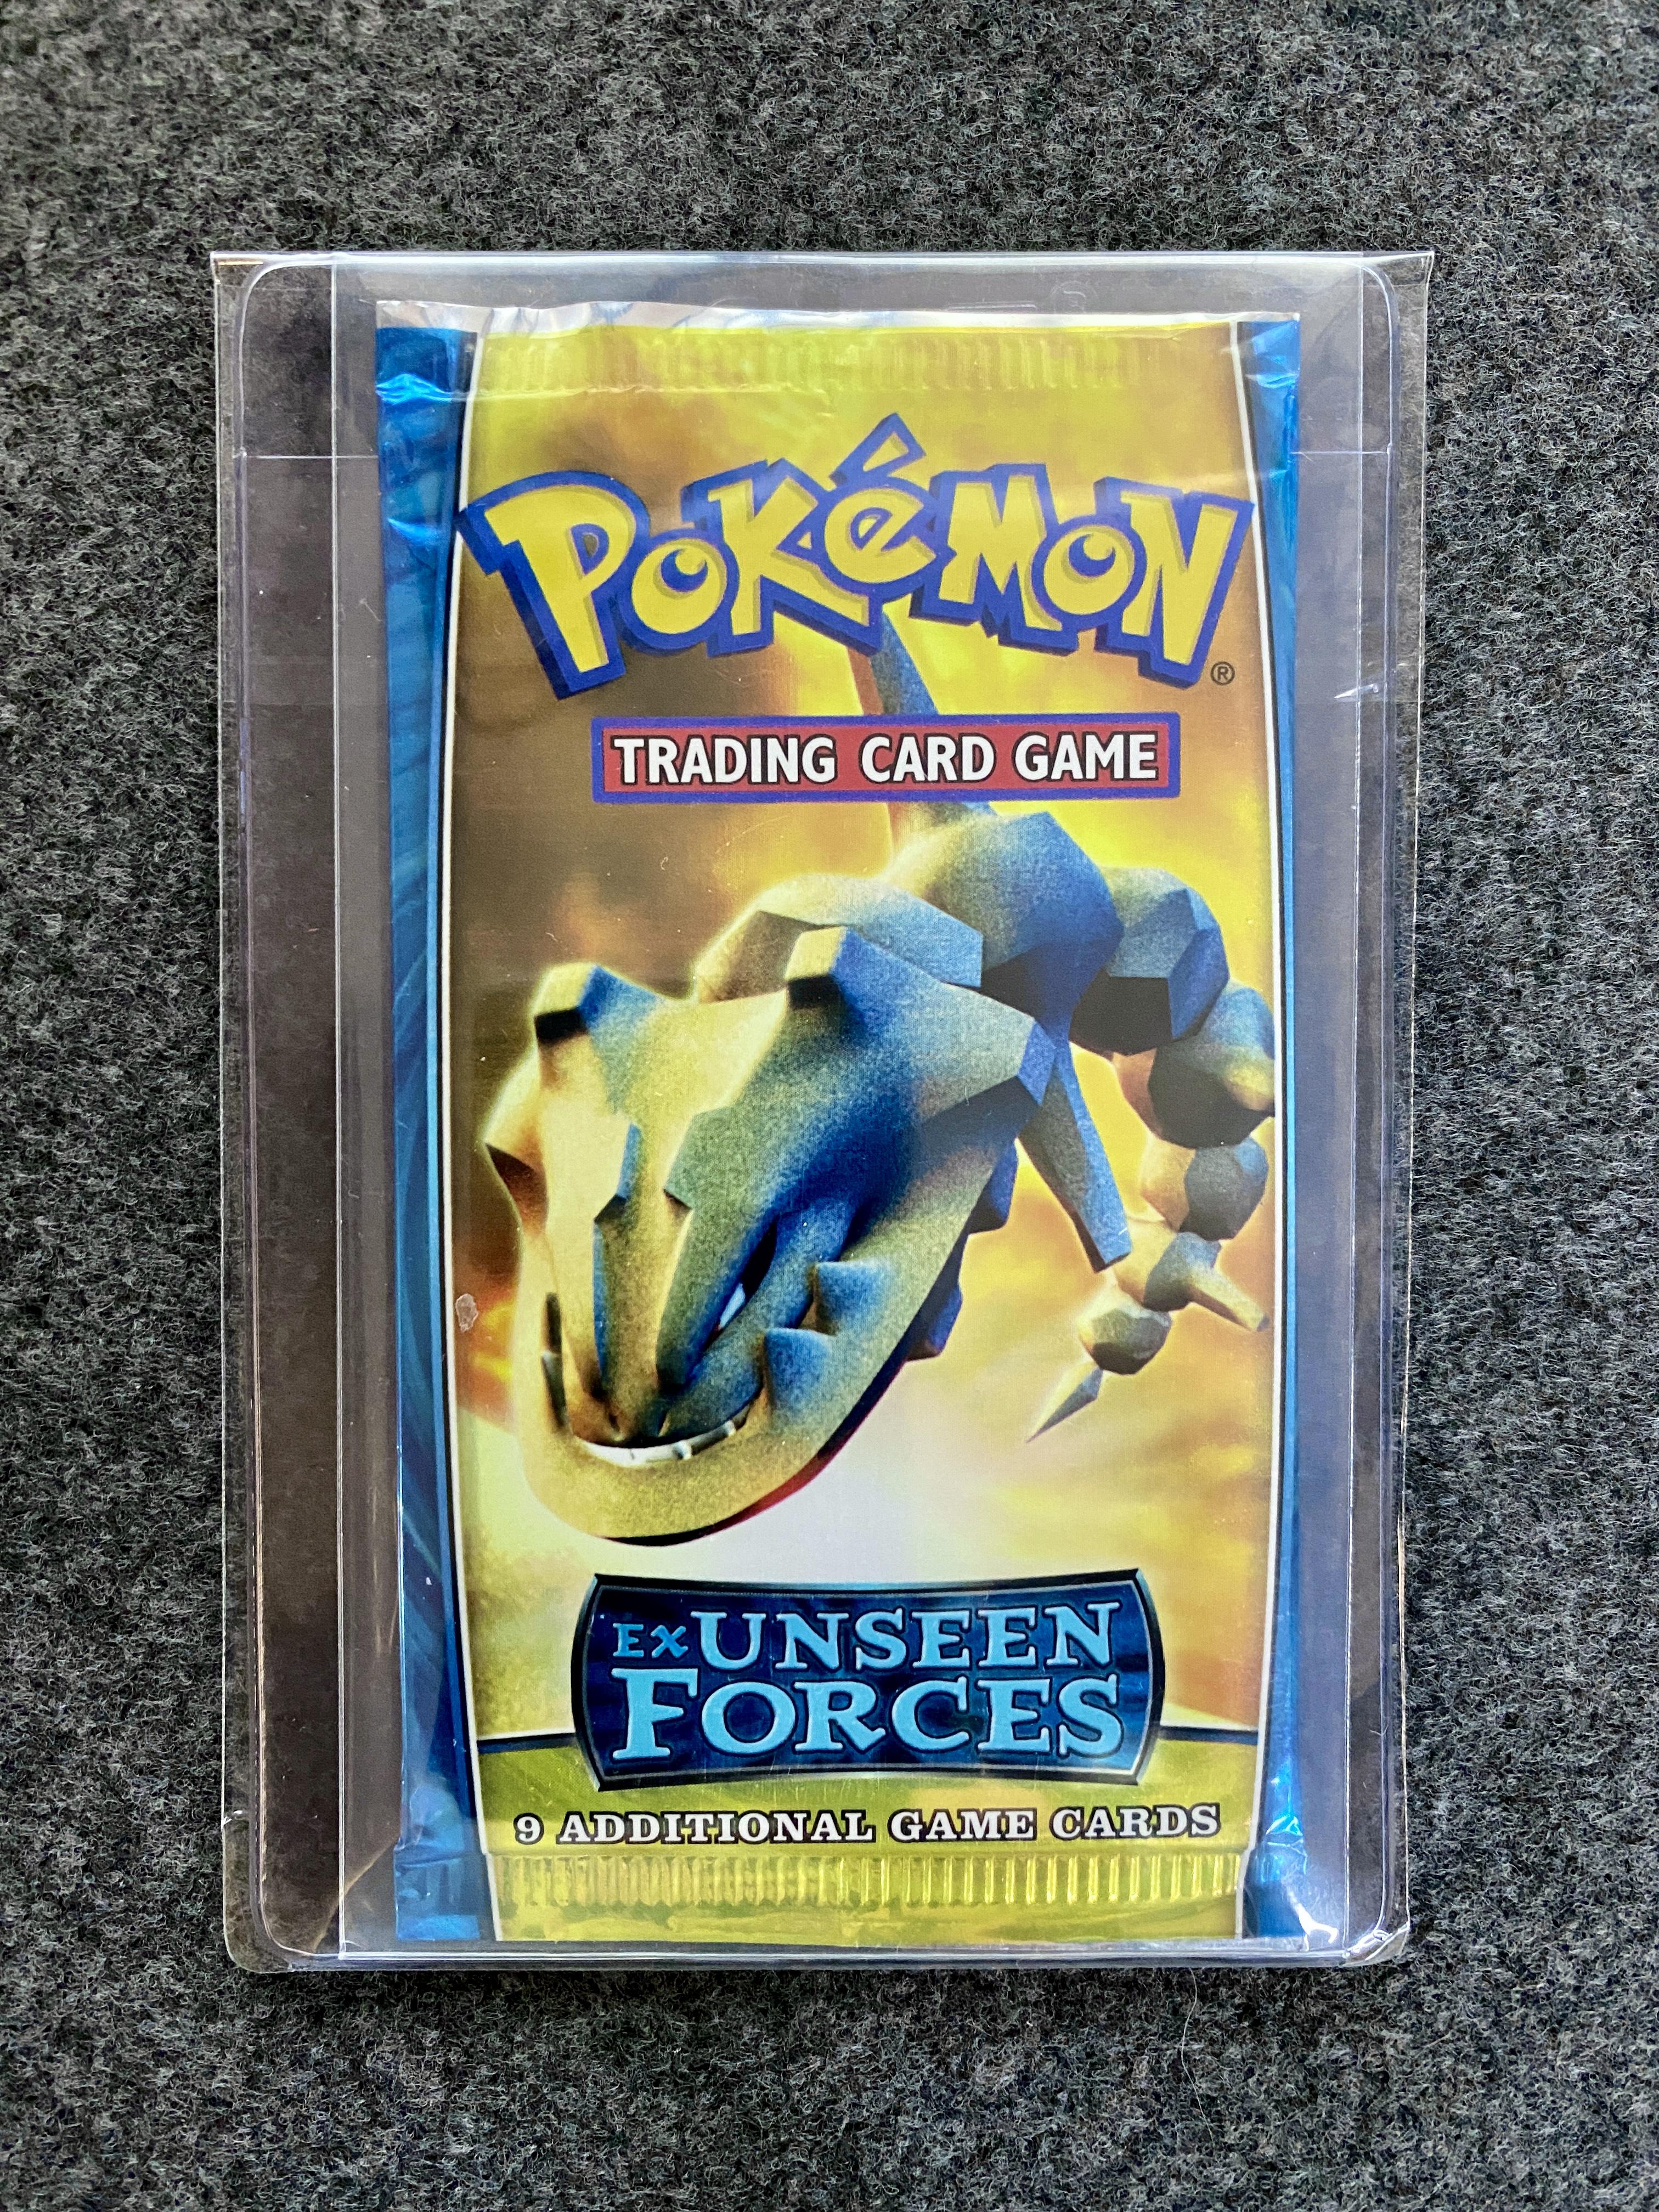 POKéMON
®
TRADING CARD GAME
EX UNSEEN
FORCES
9 ADDITIONAL GAME CARDS